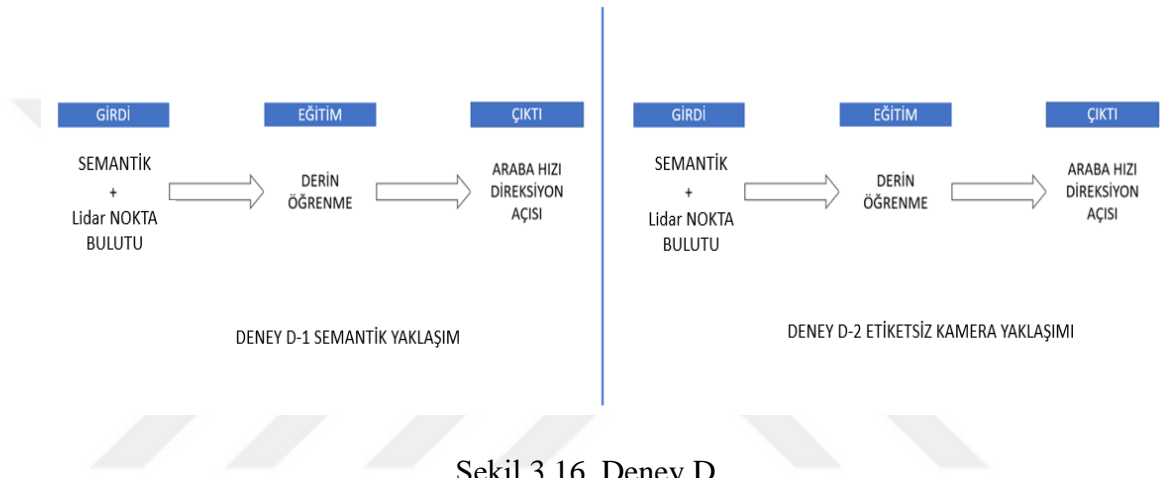 GİRDİ
EĞİTİM
ÇIKTI
SEMANTİK
+
Lidar NOKTA
BULUTU
DERİN
ÖĞRENME
ARABA HIZI
DİREKSİYON
AÇISI
DENEY D-1 SEMANTİK YAKLAŞIM
GİRDİ
EĞİTİM
ÇIKTI
SEMANTİK
+
Lidar NOKTA
BULUTU
DERİN
ÖĞRENME
ARABA HIZI
DİREKSİYON
AÇISI
DENEY D-2 ETİKETSİZ KAMERA YAKLAŞIMI
Şekil 3.16. Deney D